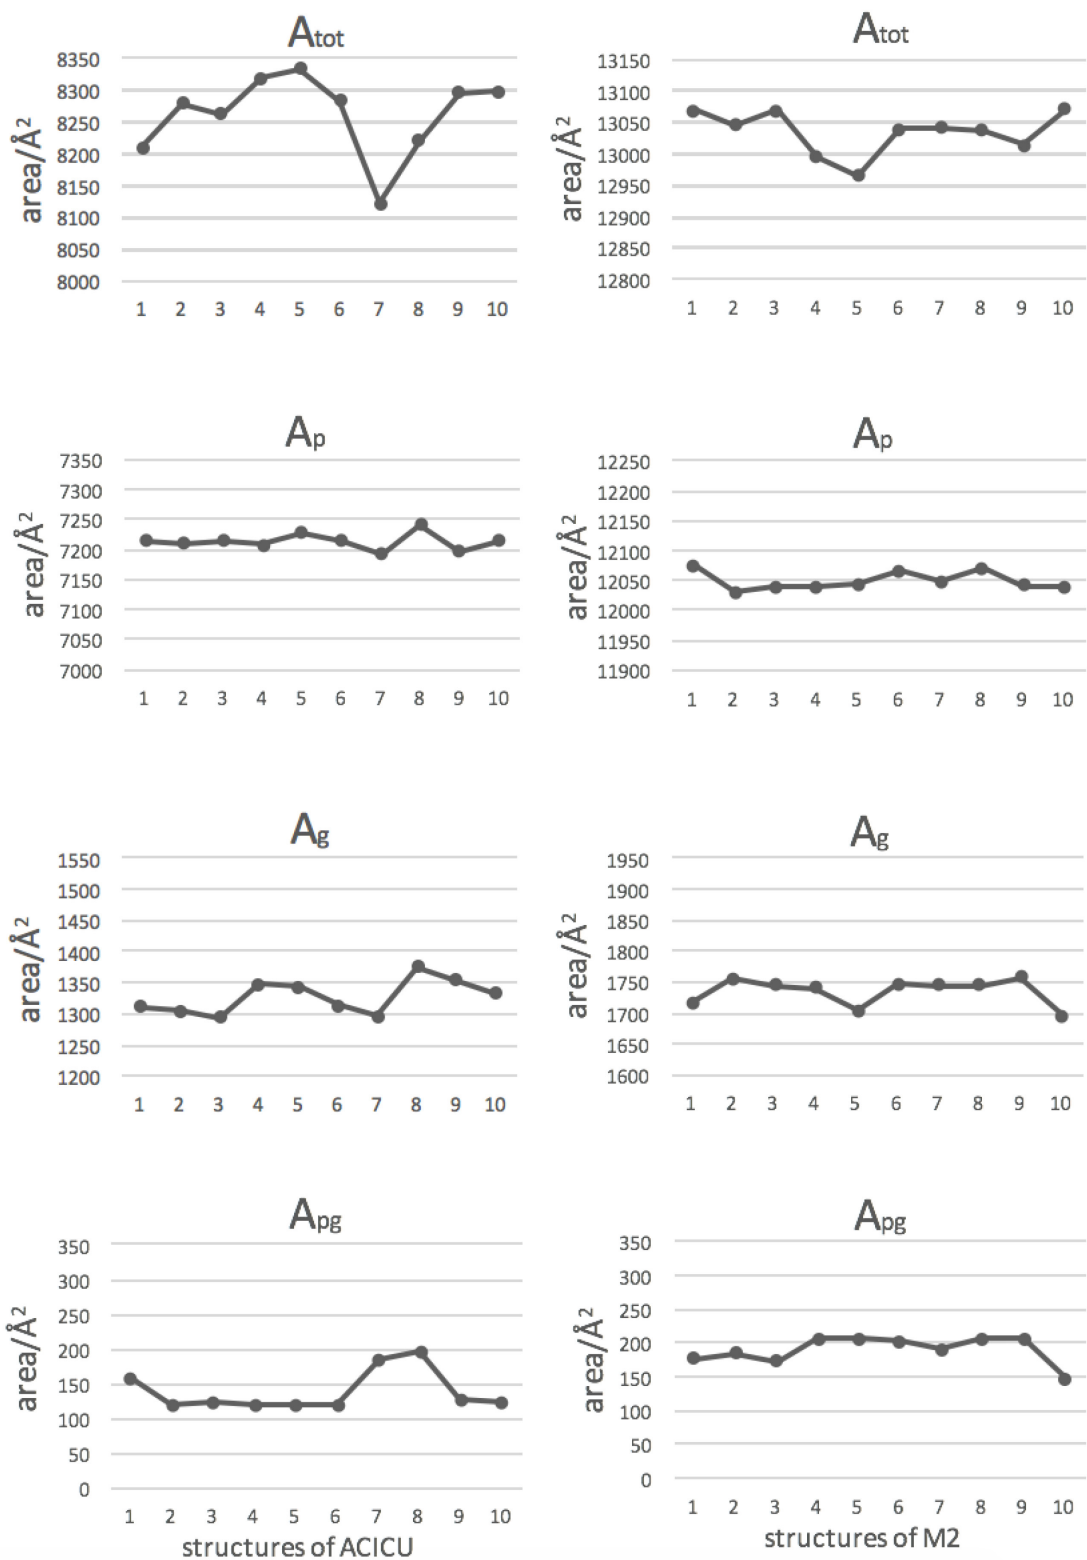 Atot
area/Å²
8350
8300
8250
8200
8150
8100
8050
8000
1 2 3 4 5 6 7 8 9 10
Atot
area/Å²
13150
13100
13050
13000
12950
12900
12850
12800
1 2 3 4 5 6 7 8 9 10
Ap
area/Å²
7350
7300
7250
7200
7150
7100
7050
7000
1 2 3 4 5 6 7 8 9 10
Ap
area/Å²
12250
12200
12150
12100
12050
12000
11950
11900
1 2 3 4 5 6 7 8 9 10
Ag
area/Å²
1550
1500
1450
1400
1350
1300
1250
1200
1 2 3 4 5 6 7 8 9 10
Ag
area/Å²
1950
1900
1850
1800
1750
1700
1650
1600
1 2 3 4 5 6 7 8 9 10
Apg
area/Å²
350
300
250
200
150
100
50
0
1 2 3 4 5 6 7 8 9 10
structures of ACICU
Apg
area/Å²
350
300
250
200
150
100
50
0
1 2 3 4 5 6 7 8 9 10
structures of M2